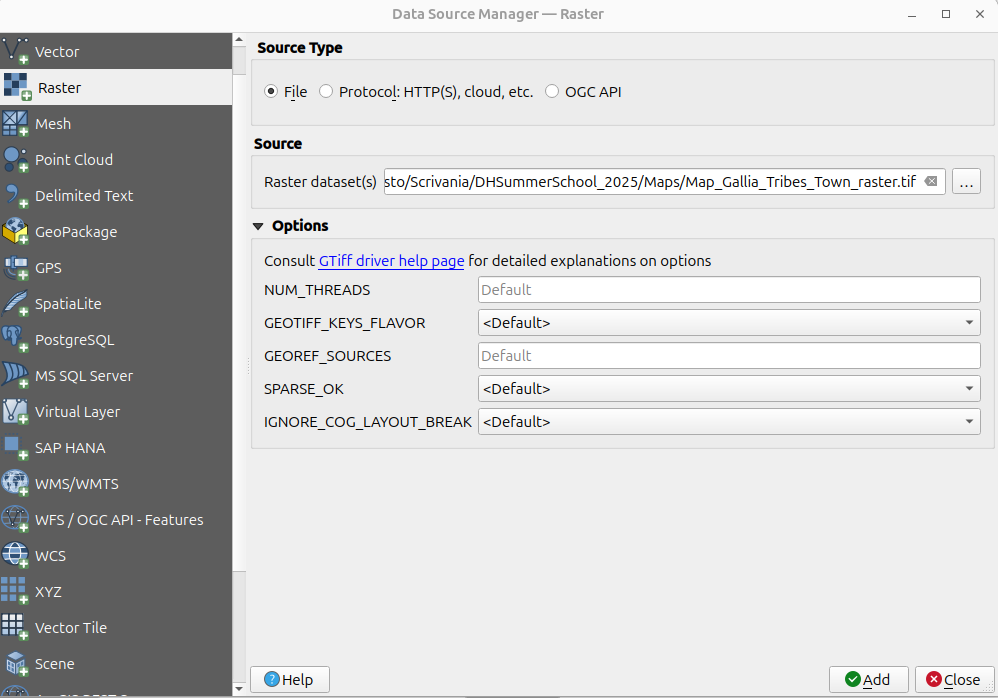 Data Source Manager — Raster
Vector
Raster
Mesh
Point Cloud
Delimited Text
GeoPackage
GPS
SpatiaLite
PostgreSQL
MS SQL Server
Virtual Layer
SAP HANA
WMS/WMTS
WFS / OGC API - Features
WCS
XYZ
Vector Tile
Scene
Source Type
File Protocol: HTTP(S), cloud, etc. OGC API
Source
Raster dataset(s) sto/Scrivania/DHSummerSchool_2025/Maps/Map_Gallia_Tribes_Town_raster.tif ...
Options
Consult GTiff driver help page for detailed explanations on options
NUM_THREADS Default
GEOTIFF_KEYS_FLAVOR <Default>
GEOREF_SOURCES Default
SPARSE_OK <Default>
IGNORE_COG_LAYOUT_BREAK <Default>
Help Add Close